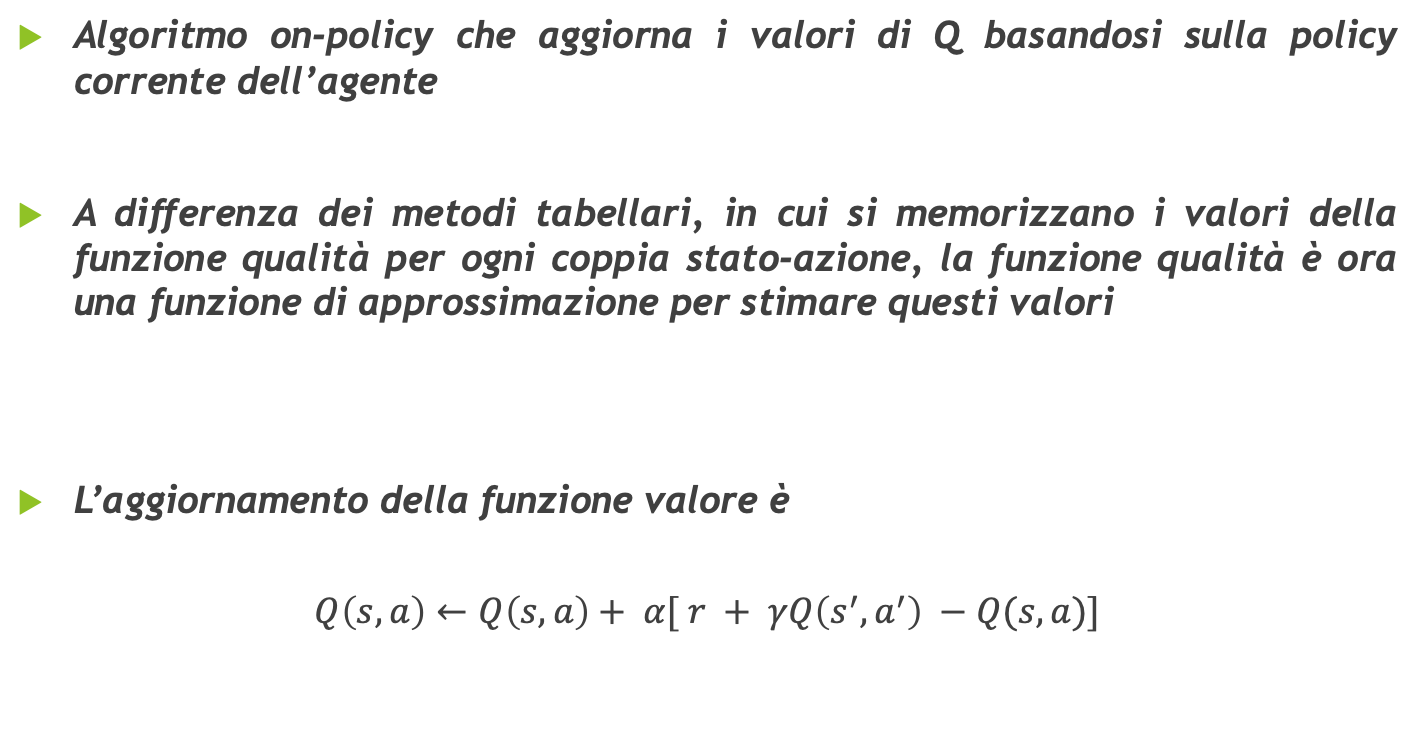 Algoritmo on-policy che aggiorna i valori di Q basandosi sulla policy
corrente dell’agente
A differenza dei metodi tabellari, in cui si memorizzano i valori della
funzione qualità per ogni coppia stato-azione, la funzione qualità è ora
una funzione di approssimazione per stimare questi valori
L’aggiornamento della funzione valore è
Q(s, a) ← Q(s, a) + α[ r + γQ(s′, a′) − Q(s, a)]